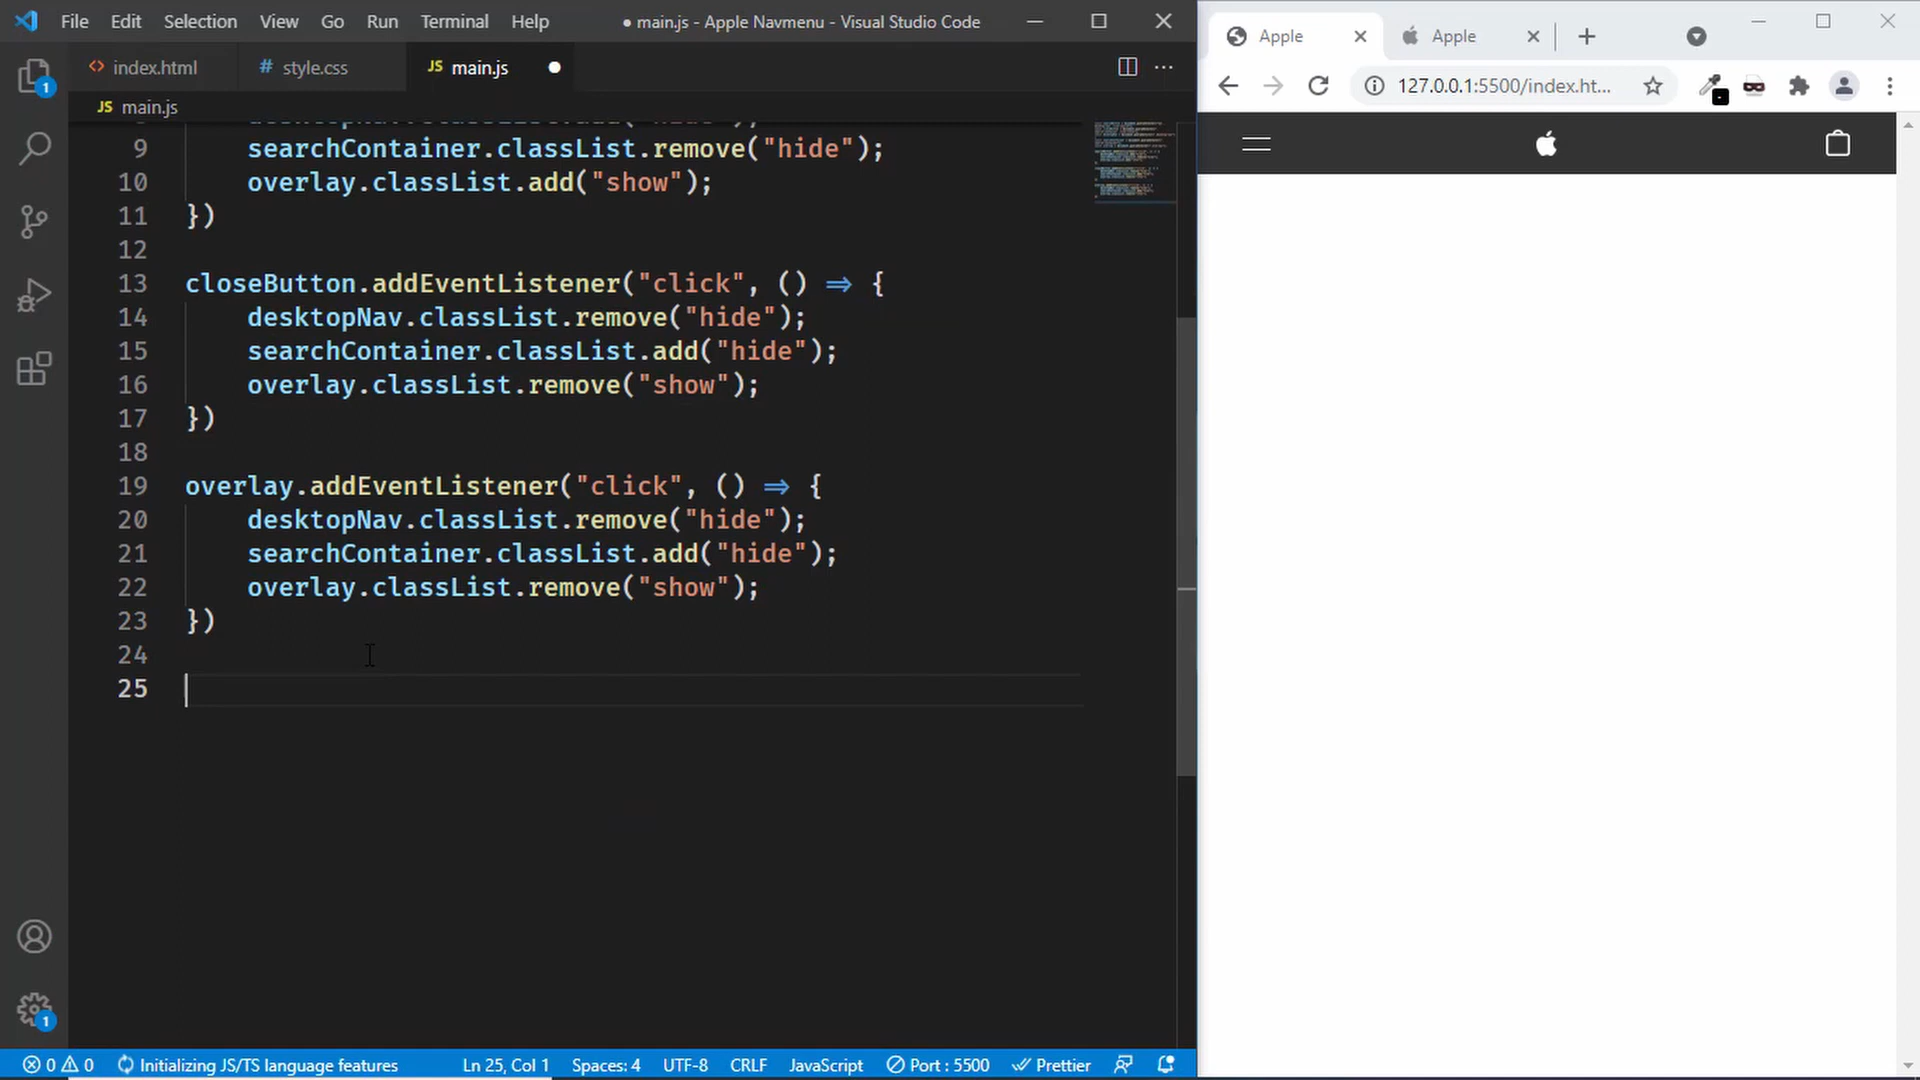 File Edit Selection View Go Run Terminal Help ● main.js - Apple Navmenu - Visual Studio Code
index.html # style.css JS main.js
JS main.js
9 searchContainer.classList.remove("hide");
10 overlay.classList.add("show");
11 })
12
13 closeButton.addEventListener("click", () => {
14 desktopNav.classList.remove("hide");
15 searchContainer.classList.add("hide");
16 overlay.classList.remove("show");
17 })
18
19 overlay.addEventListener("click", () => {
20 desktopNav.classList.remove("hide");
21 searchContainer.classList.add("hide");
22 overlay.classList.remove("show");
23 })
24
25
1
1
0 0 Initializing JS/TS language features Ln 25, Col 1 Spaces: 4 UTF-8 CRLF JavaScript Port : 5500 Prettier
Apple Apple
127.0.0.1:5500/index.ht...